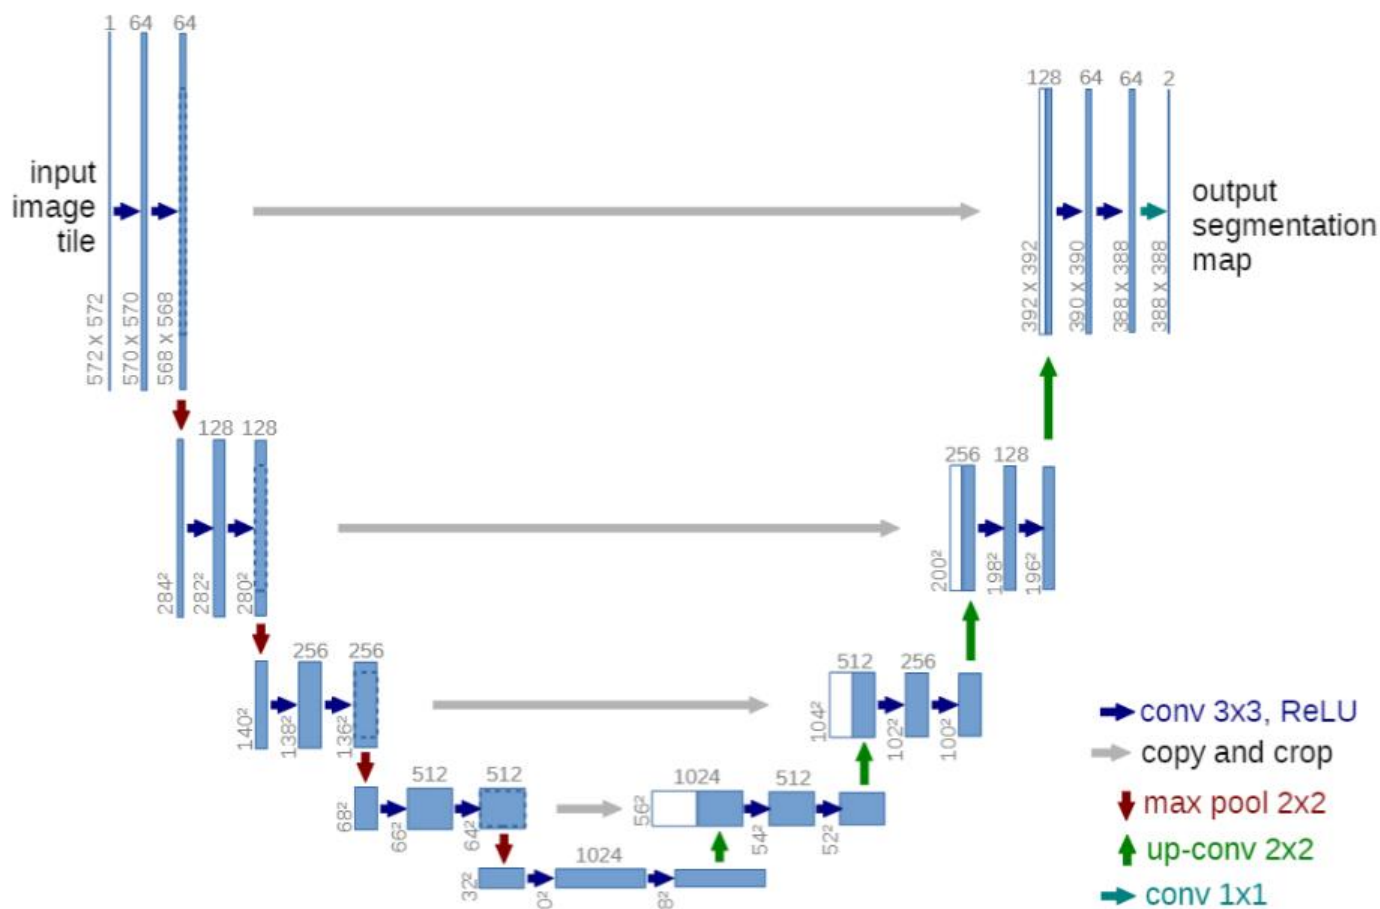 1 64 64
input
image
tile
572 x 572
570 x 570
568 x 568
128 64 64 2
output
segmentation
map
392 x 392
390 x 390
388 x 388
388 x 388
128 128
284²
282²
280²
256 128
200²
198²
196²
256 256
140²
138²
136²
512 256
104²
102²
100²
512 512
68²
66²
64²
1024 512
56²
54²
52²
1024
32²
0²
8²
conv 3x3, ReLU
copy and crop
max pool 2x2
up-conv 2x2
conv 1x1